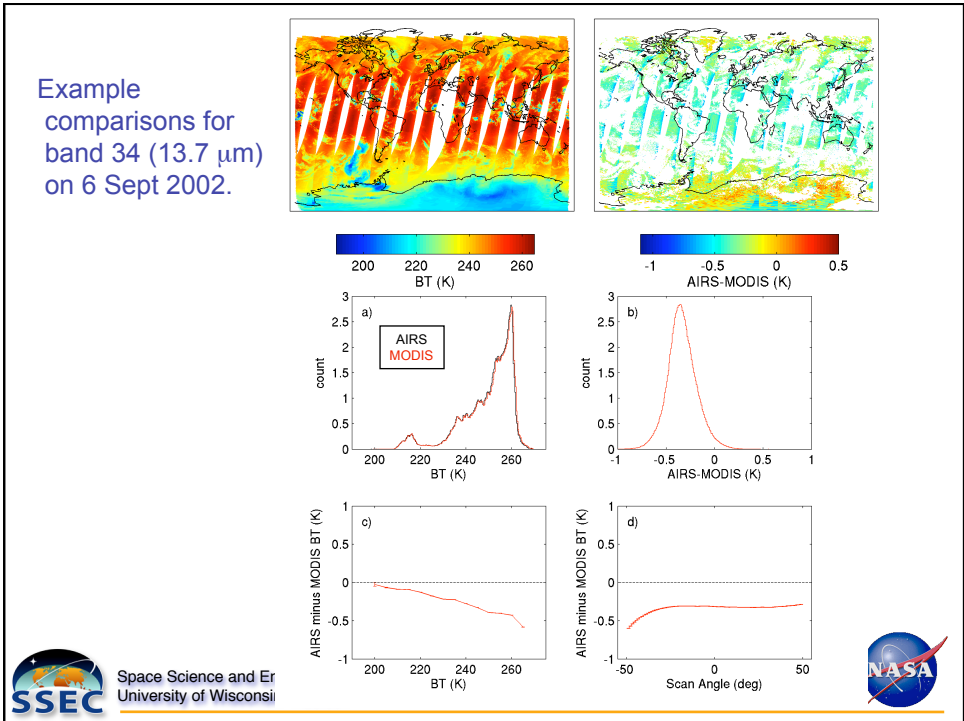 Example
comparisons for
band 34 (13.7 μm)
on 6 Sept 2002.
200 220 240 260
BT (K)
-1 -0.5 0 0.5
AIRS-MODIS (K)
a)
AIRS
MODIS
count
3
2.5
2
1.5
1
0.5
0
200 220 240 260
BT (K)
b)
count
3
2.5
2
1.5
1
0.5
0
-1 -0.5 0 0.5 1
AIRS-MODIS (K)
c)
AIRS minus MODIS BT (K)
1
0.5
0
-0.5
-1
200 220 240 260
BT (K)
d)
AIRS minus MODIS BT (K)
1
0.5
0
-0.5
-1
-50 0 50
Scan Angle (deg)
SSEC
Space Science and En
University of Wisconsin
NASA